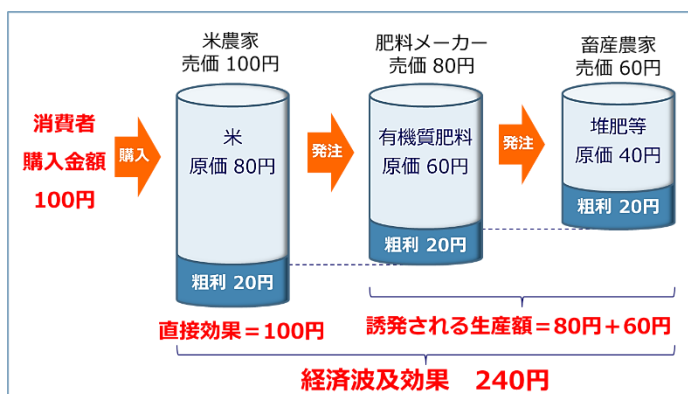 米農家
売価 100円
肥料メーカー
売価 80円
畜産農家
売価 60円
消費者
購入金額
100円
購入
米
原価 80円
粗利 20円
発注
有機質肥料
原価 60円
粗利 20円
発注
堆肥等
原価 40円
粗利 20円
直接効果＝100円
誘発される生産額＝80円＋60円
経済波及効果　240円